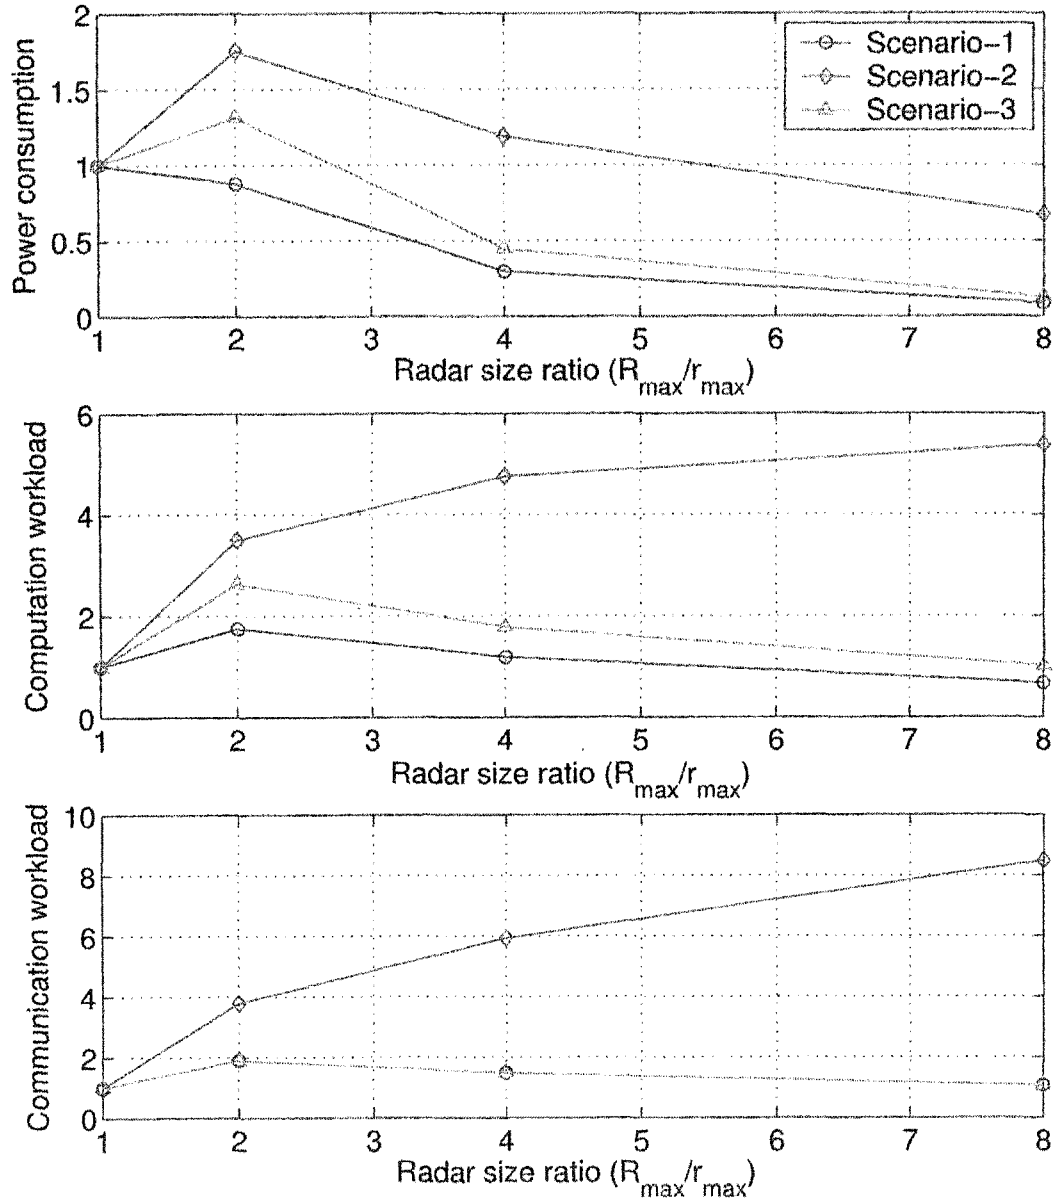 Scenario-1
Scenario-2
Scenario-3
Power consumption
2
1.5
1
0.5
0
1 2 3 4 5 6 7 8
Radar size ratio (Rmax/rmax)
Computation workload
6
4
2
0
1 2 3 4 5 6 7 8
Radar size ratio (Rmax/rmax)
Communication workload
10
8
6
4
2
0
1 2 3 4 5 6 7 8
Radar size ratio (Rmax/rmax)